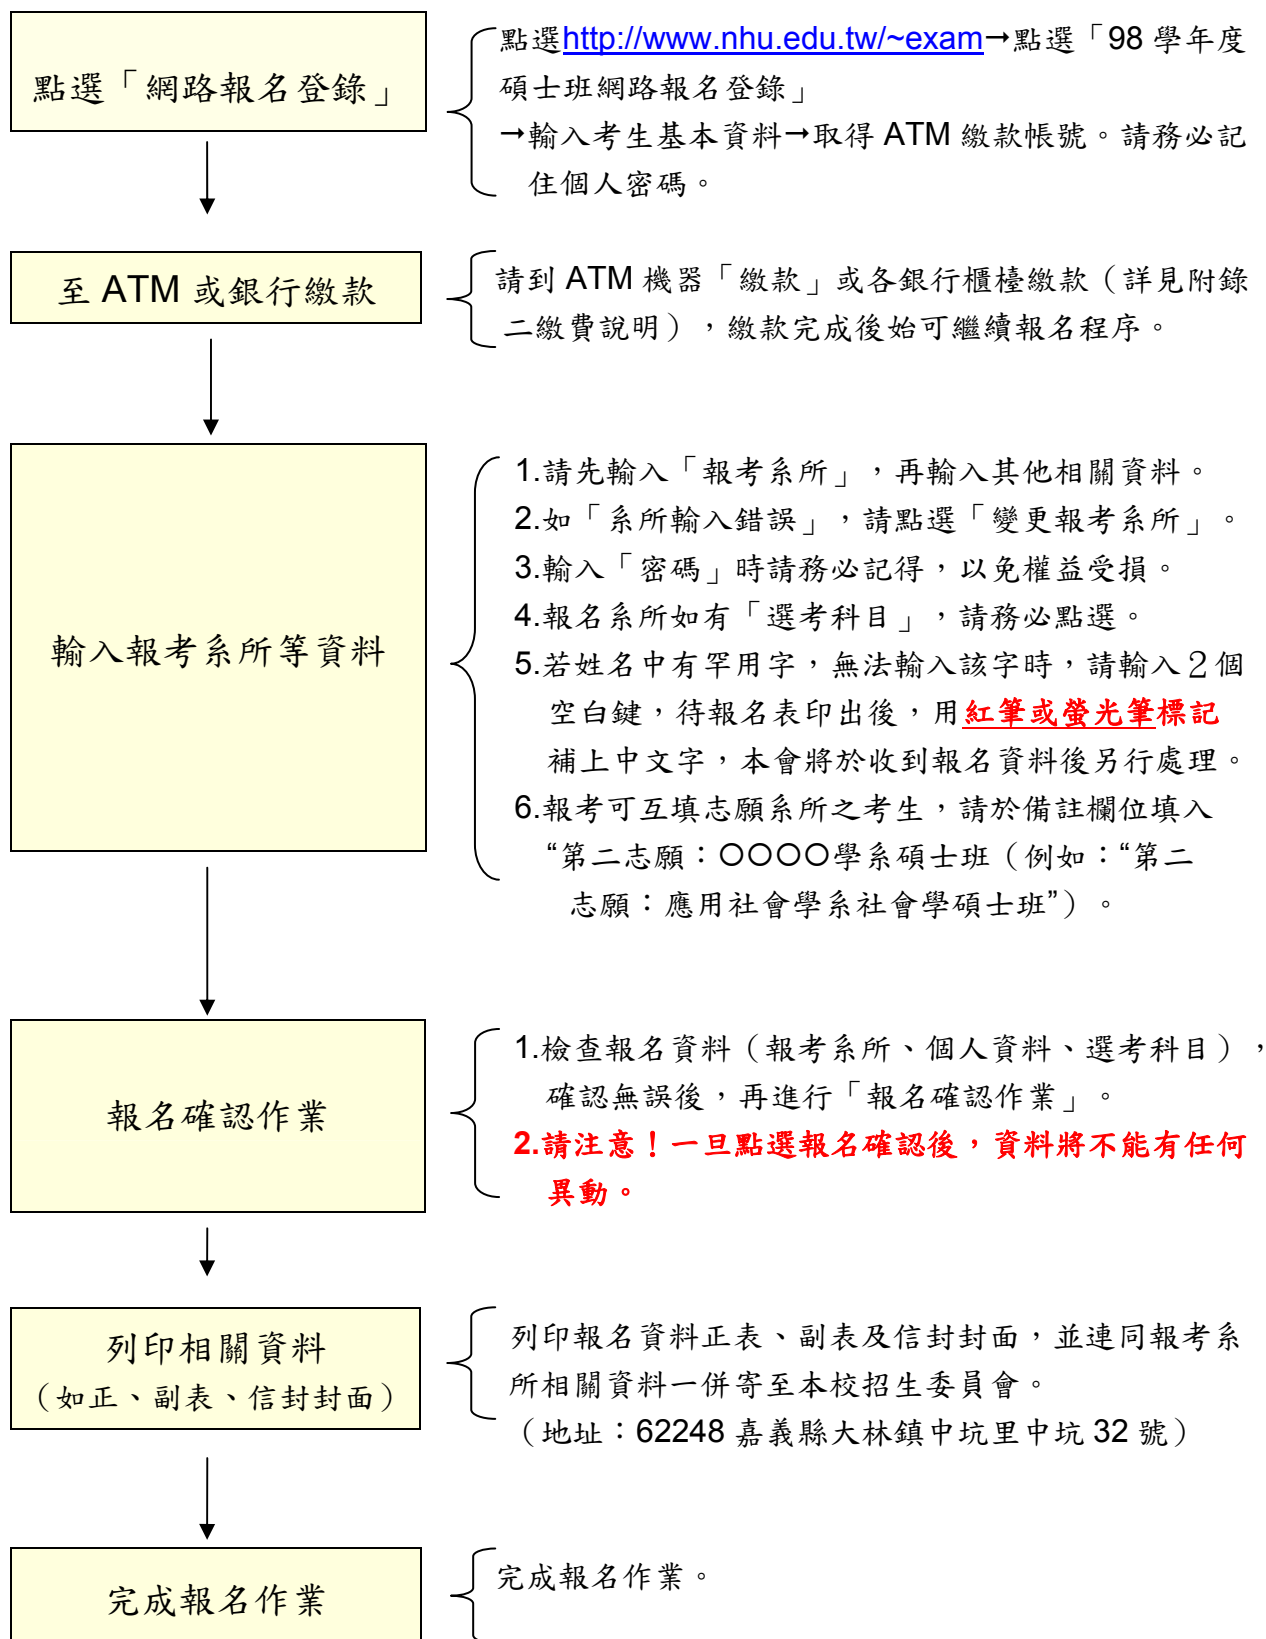 點選「網路報名登錄」
點選http://www.nhu.edu.tw/~exam→點選「98 學年度
碩士班網路報名登錄」
→輸入考生基本資料→取得 ATM 繳款帳號。請務必記
住個人密碼。
至 ATM 或銀行繳款
請到 ATM 機器「繳款」或各銀行櫃檯繳款（詳見附錄
二繳費說明），繳款完成後始可繼續報名程序。
輸入報考系所等資料
1.請先輸入「報考系所」，再輸入其他相關資料。
2.如「系所輸入錯誤」，請點選「變更報考系所」。
3.輸入「密碼」時請務必記得，以免權益受損。
4.報名系所如有「選考科目」，請務必點選。
5.若姓名中有罕用字，無法輸入該字時，請輸入２個
空白鍵，待報名表印出後，用紅筆或螢光筆標記
補上中文字，本會將於收到報名資料後另行處理。
6.報考可互填志願系所之考生，請於備註欄位填入
“第二志願：○○○○學系碩士班（例如：“第二
志願：應用社會學系社會學碩士班”）。
報名確認作業
1.檢查報名資料（報考系所、個人資料、選考科目），
確認無誤後，再進行「報名確認作業」。
2.請注意！一旦點選報名確認後，資料將不能有任何
異動。
列印相關資料
（如正、副表、信封封面）
列印報名資料正表、副表及信封封面，並連同報考系
所相關資料一併寄至本校招生委員會。
（地址：62248 嘉義縣大林鎮中坑里中坑 32 號）
完成報名作業
完成報名作業。